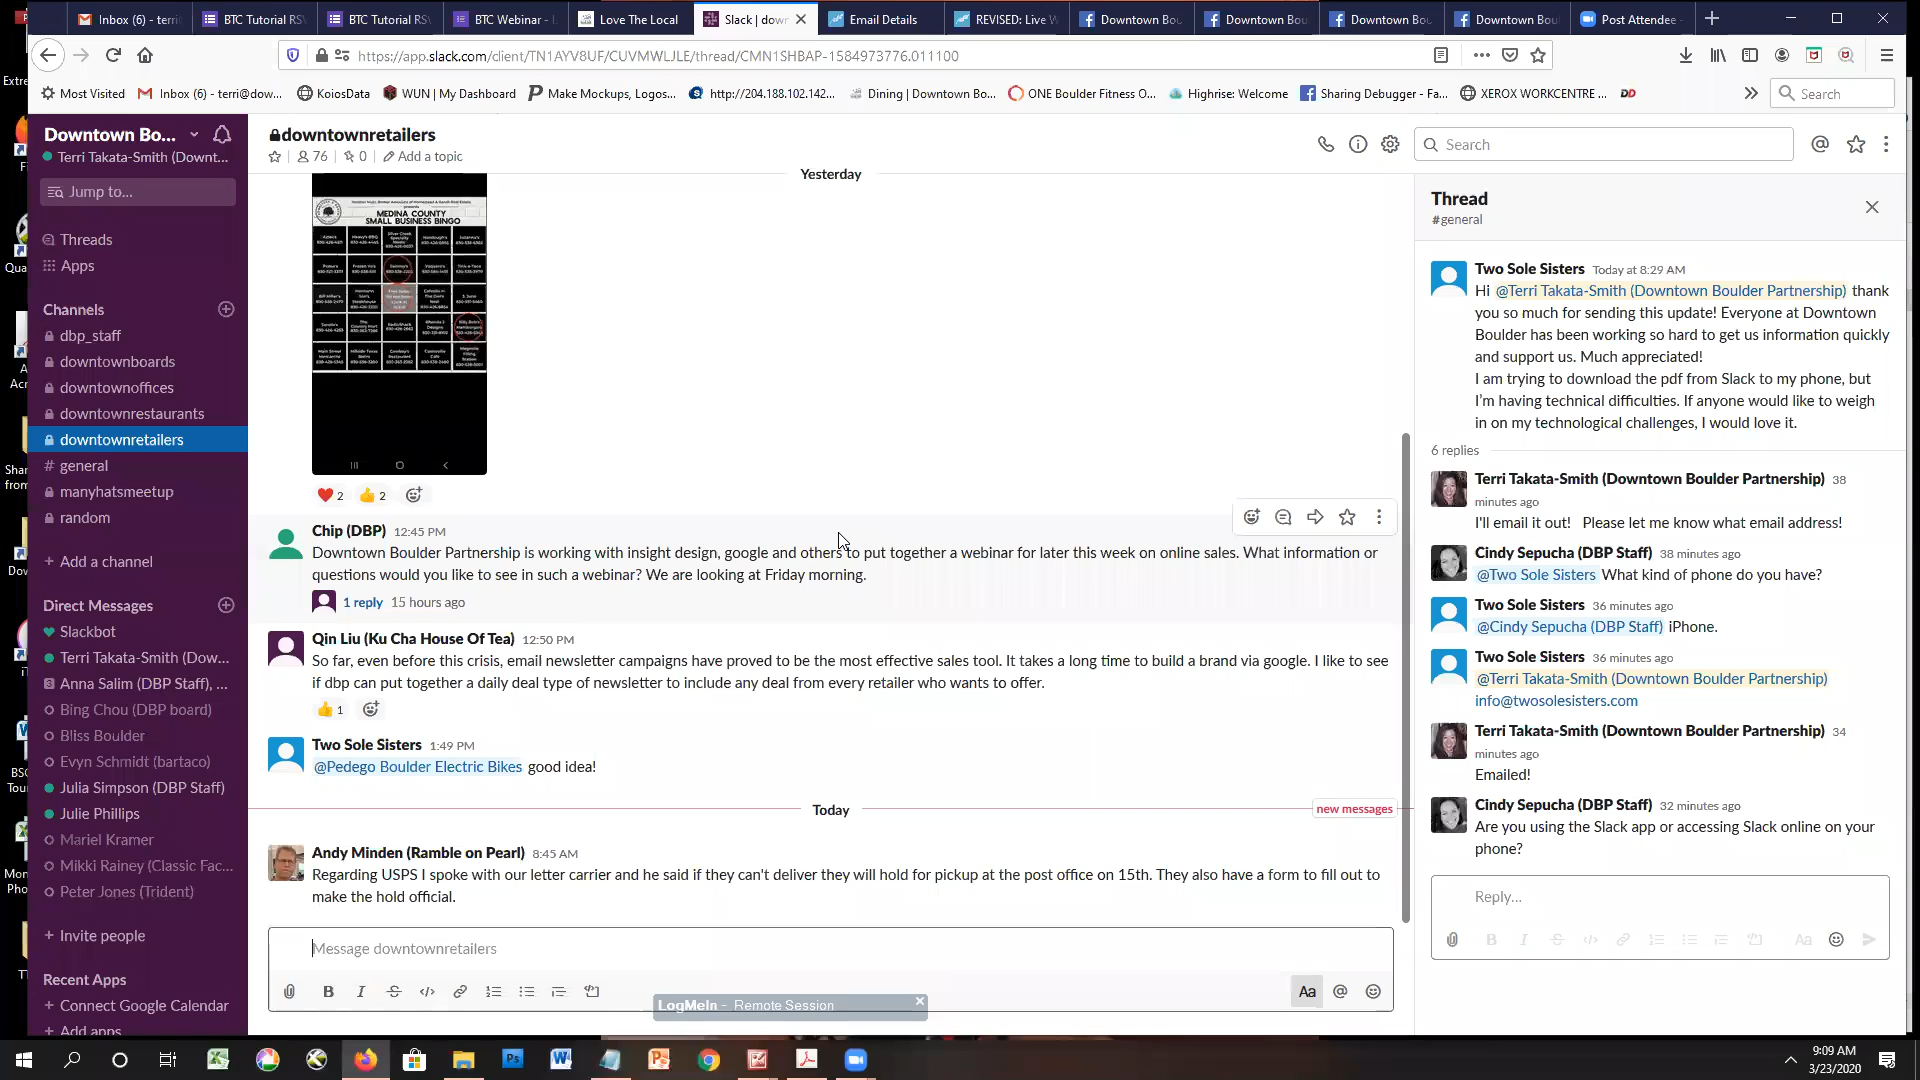 Inbox (6) - terri
BTC Tutorial RSV
BTC Tutorial RSV
BTC Webinar - 
Love The Local
Slack | down
Email Details
REVISED: Live W
Downtown Bou
Downtown Bou
Downtown Bou
Downtown Boul
Post Attendee -
https://app.slack.com/client/TN1AYV8UF/CUVMWLJLE/thread/CMN1SHBAP-1584973776.011100
Most Visited
Inbox (6) - terri@dow...
KoiosData
WUN | My Dashboard
Make Mockups, Logos...
http://204.188.102.142...
Dining | Downtown Bo...
ONE Boulder Fitness O...
Highrise: Welcome
Sharing Debugger - Fa...
XEROX WORKCENTRE ...
DD
Search
Downtown Bo...
Terri Takata-Smith (Downt...
Jump to...
Threads
Apps
Channels
dbp_staff
downtownboards
downtownoffices
downtownrestaurants
downtownretailers
# general
manyhatsmeetup
random
+ Add a channel
Direct Messages
Slackbot
Terri Takata-Smith (Dow...
Anna Salim (DBP Staff), ...
Bing Chou (DBP board)
Bliss Boulder
Evyn Schmidt (bartaco)
Julia Simpson (DBP Staff)
Julie Phillips
Mariel Kramer
Mikki Rainey (Classic Fac...
Peter Jones (Trident)
+ Invite people
Recent Apps
+ Connect Google Calendar
+ Add apps
downtownretailers
76
0
Add a topic
Search
Yesterday
MEDINA COUNTY
SMALL BUSINESS BINGO
2
2
Chip (DBP) 12:45 PM
Downtown Boulder Partnership is working with insight design, google and others to put together a webinar for later this week on online sales. What information or
questions would you like to see in such a webinar? We are looking at Friday morning.
1 reply 15 hours ago
Qin Liu (Ku Cha House Of Tea) 12:50 PM
So far, even before this crisis, email newsletter campaigns have proved to be the most effective sales tool. It takes a long time to build a brand via google. I like to see
if dbp can put together a daily deal type of newsletter to include any deal from every retailer who wants to offer.
1
Two Sole Sisters 1:49 PM
@Pedego Boulder Electric Bikes good idea!
Today
new messages
Andy Minden (Ramble on Pearl) 8:45 AM
Regarding USPS I spoke with our letter carrier and he said if they can't deliver they will hold for pickup at the post office on 15th. They also have a form to fill out to
make the hold official.
Message downtownretailers
Aa
LogMeIn - Remote Session
Thread
#general
Two Sole Sisters Today at 8:29 AM
Hi @Terri Takata-Smith (Downtown Boulder Partnership) thank
you so much for sending this update! Everyone at Downtown
Boulder has been working so hard to get us information quickly
and support us. Much appreciated!
I am trying to download the pdf from Slack to my phone, but
I'm having technical difficulties. If anyone would like to weigh
in on my technological challenges, I would love it.
6 replies
Terri Takata-Smith (Downtown Boulder Partnership) 38
minutes ago
I'll email it out! Please let me know what email address!
Cindy Sepucha (DBP Staff) 38 minutes ago
@Two Sole Sisters What kind of phone do you have?
Two Sole Sisters 36 minutes ago
@Cindy Sepucha (DBP Staff) iPhone.
Two Sole Sisters 36 minutes ago
@Terri Takata-Smith (Downtown Boulder Partnership)
info@twosolesisters.com
Terri Takata-Smith (Downtown Boulder Partnership) 34
minutes ago
Emailed!
Cindy Sepucha (DBP Staff) 32 minutes ago
Are you using the Slack app or accessing Slack online on your
phone?
Reply...
Aa
9:09 AM
3/23/2020